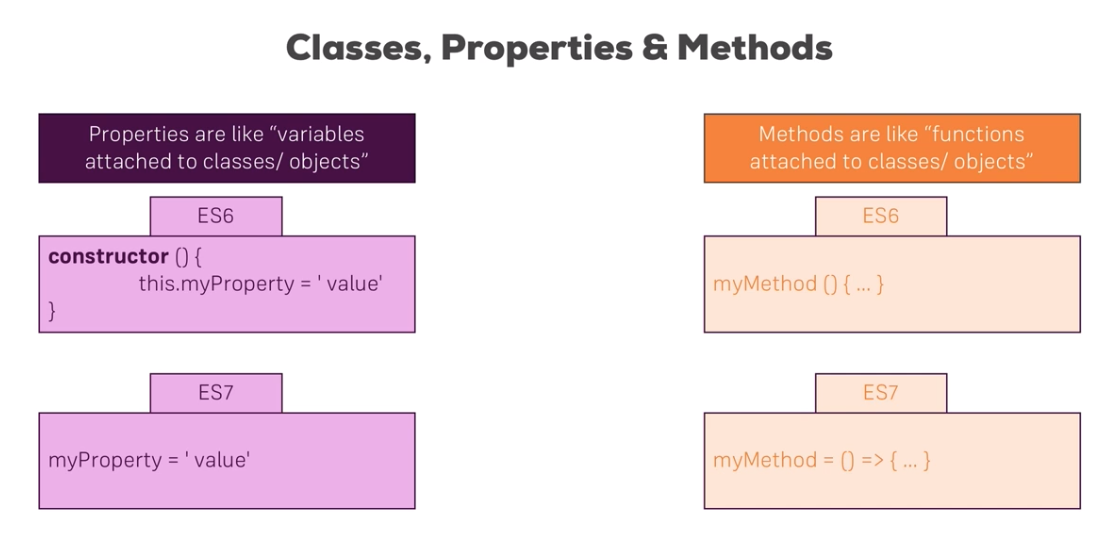 Classes, Properties & Methods
Properties are like “variables
attached to classes/ objects”
ES6
constructor () {
this.myProperty = ' value'
}
ES7
myProperty = ' value'
Methods are like “functions
attached to classes/ objects”
ES6
myMethod () { ... }
ES7
myMethod = () => { ... }